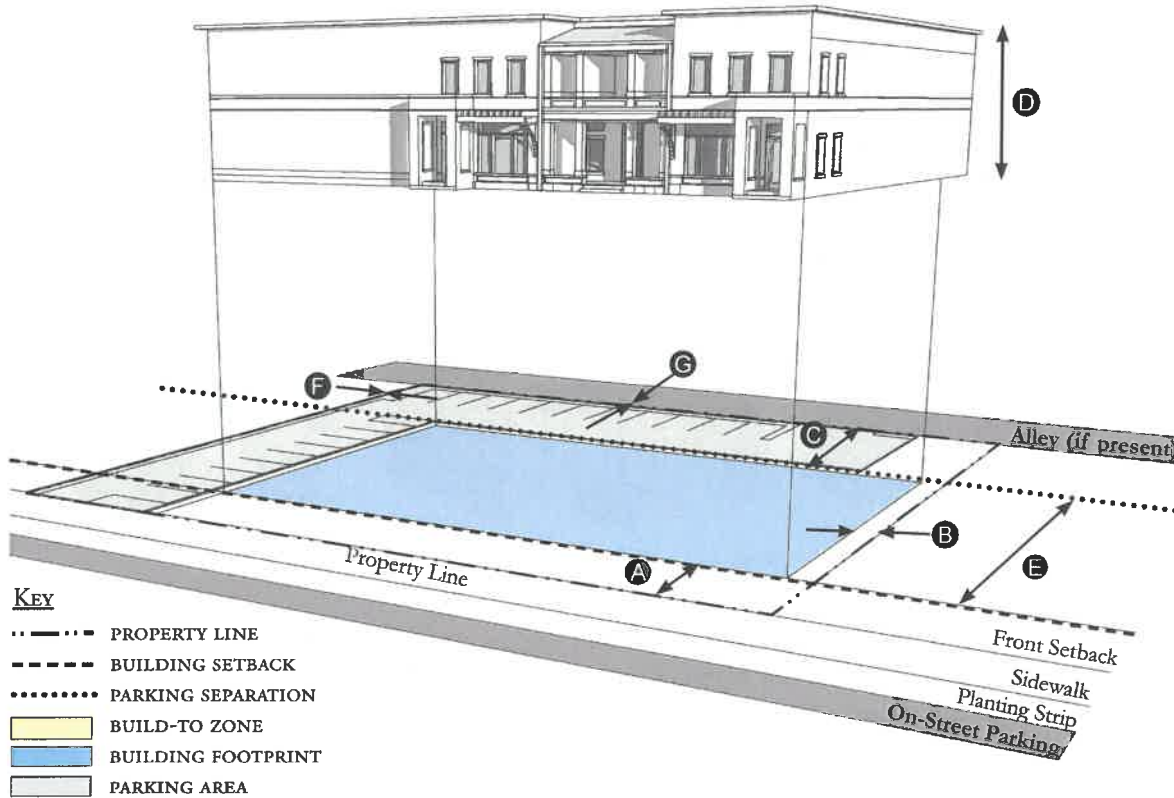 D
G
F
C
Alley (if present)
B
A
E
Property Line
Front Setback
Sidewalk
Planting Strip
On-Street Parking
KEY
PROPERTY LINE
BUILDING SETBACK
PARKING SEPARATION
BUILD-TO ZONE
BUILDING FOOTPRINT
PARKING AREA